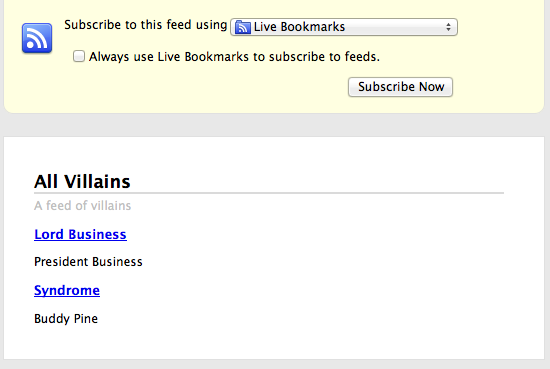 Subscribe to this feed using Live Bookmarks
Always use Live Bookmarks to subscribe to feeds.
Subscribe Now
All Villains
A feed of villains
Lord Business
President Business
Syndrome
Buddy Pine